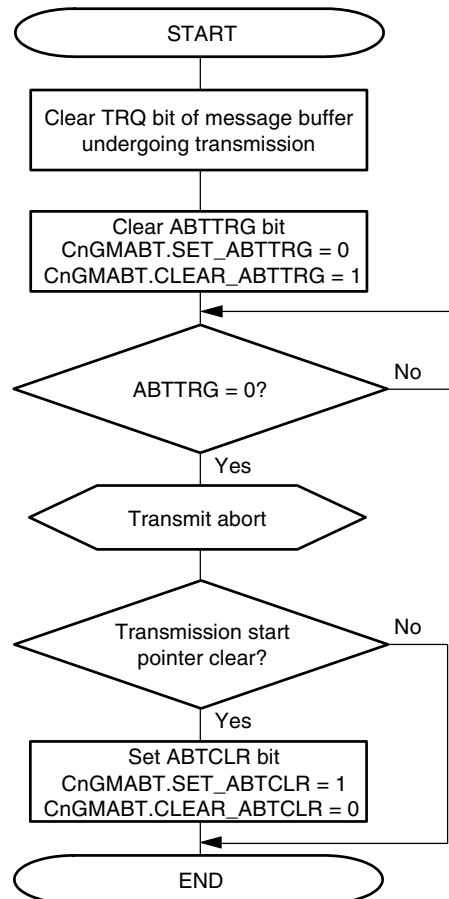 START
Clear TRQ bit of message buffer
undergoing transmission
Clear ABTTRG bit
CnGMABT.SET_ABTTRG = 0
CnGMABT.CLEAR_ABTTRG = 1
ABTTRG = 0?
No
Yes
Transmit abort
Transmission start
pointer clear?
No
Yes
Set ABTCLR bit
CnGMABT.SET_ABTCLR = 1
CnGMABT.CLEAR_ABTCLR = 0
END